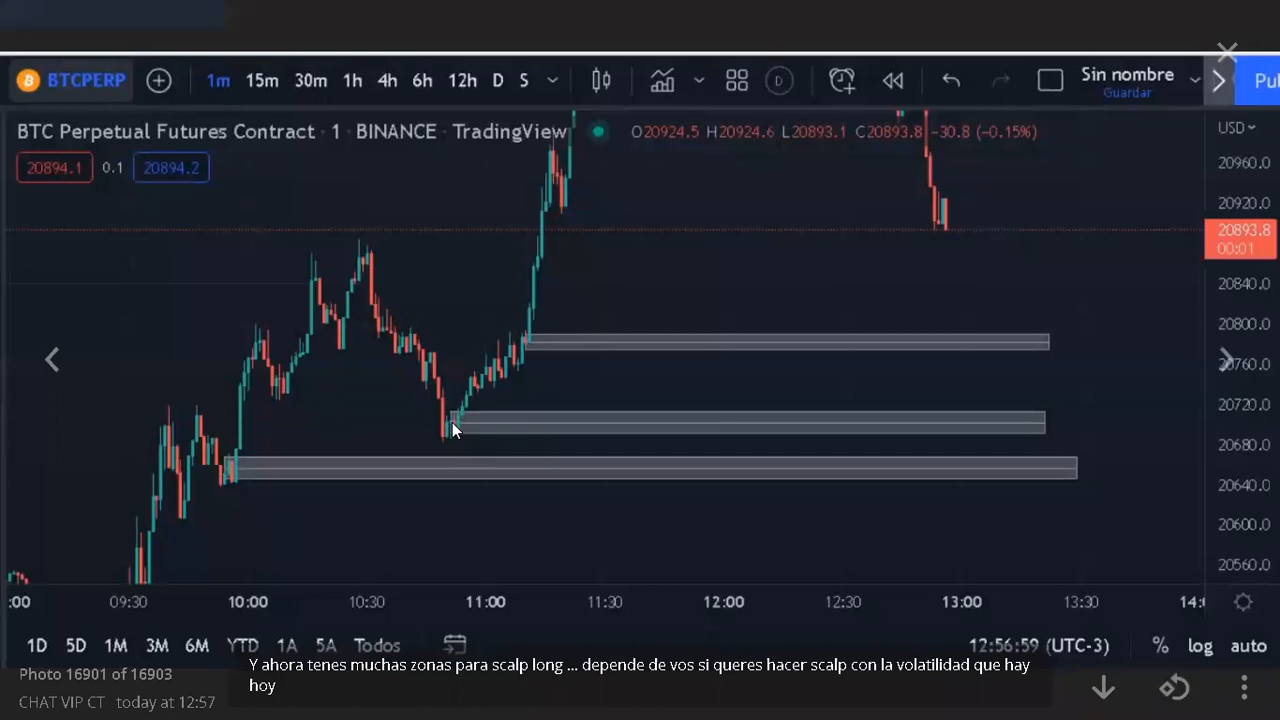 BTCPERP 1m 15m 30m 1h 4h 6h 12h D S D Sin nombre
Guardar
Pul
BTC Perpetual Futures Contract · 1 · BINANCE · TradingView O20924.5 H20924.6 L20893.1 C20893.8 −30.8 (−0.15%)
USD
20894.1 0.1 20894.2
20960.0
20920.0
20893.8
00:01
20840.0
20800.0
20760.0
20720.0
20680.0
20640.0
20600.0
20560.0
:00 09:30 10:00 10:30 11:00 11:30 12:00 12:30 13:00 13:30 14:
1D 5D 1M 3M 6M YTD 1A 5A Todos 12:56:59 (UTC-3) % log auto
Y ahora tenes muchas zonas para scalp long ... depende de vos si queres hacer scalp con la volatilidad que hay
hoy
Photo 16901 of 16903
CHAT VIP CT today at 12:57